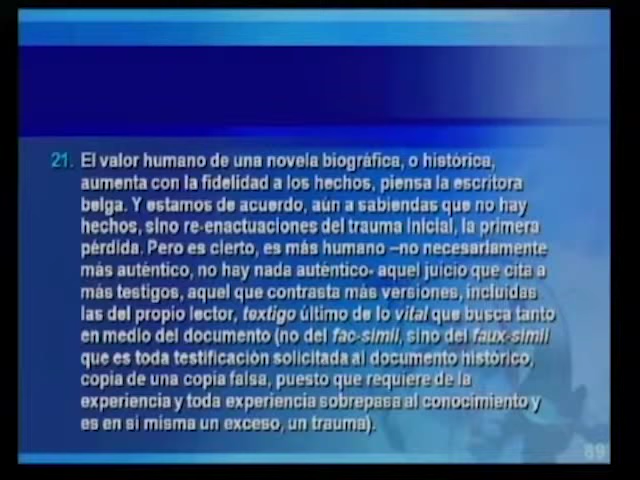 21. El valor humano de una novela biográfica, o histórica,
aumenta con la fidelidad a los hechos, piensa la escritora
belga. Y estamos de acuerdo, aún a sabiendas que no hay
hechos, sino re-enactuaciones del trauma inicial, la primera
pérdida. Pero es cierto, es más humano –no necesariamente
más auténtico, no hay nada auténtico- aquel juicio que cita a
más testigos, aquel que contrasta más versiones, incluidas
las del propio lector, textigo último de lo vital que busca tanto
en medio del documento (no del fac-simil, sino del faux-simil
que es toda testificación solicitada al documento histórico,
copia de una copia falsa, puesto que requiere de la
experiencia y toda experiencia sobrepasa al conocimiento y
es en si misma un exceso, un trauma).
89